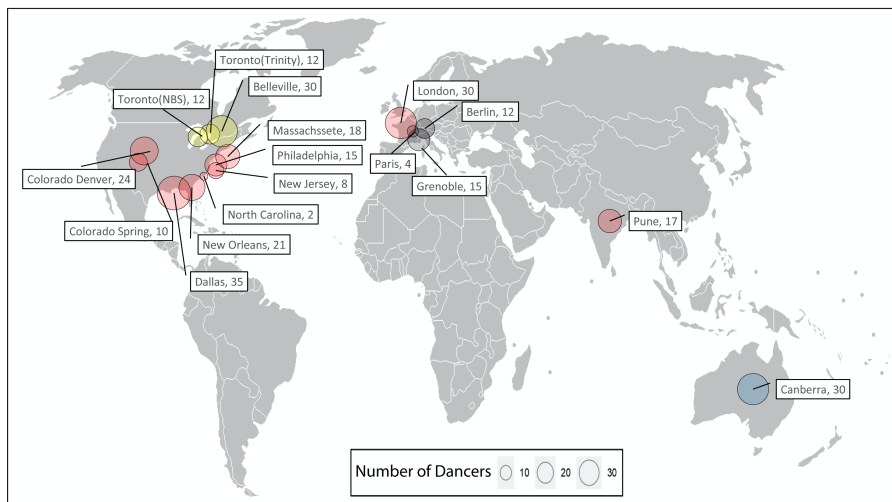 Toronto(Trinity), 12
Belleville, 30
Toronto(NBS), 12
Massachssete, 18
Philadelphia, 15
New Jersey, 8
Colorado Denver, 24
North Carolina, 2
Colorado Spring, 10
New Orleans, 21
Dallas, 35
London, 30
Berlin, 12
Paris, 4
Grenoble, 15
Pune, 17
Canberra, 30
Number of Dancers 10 20 30